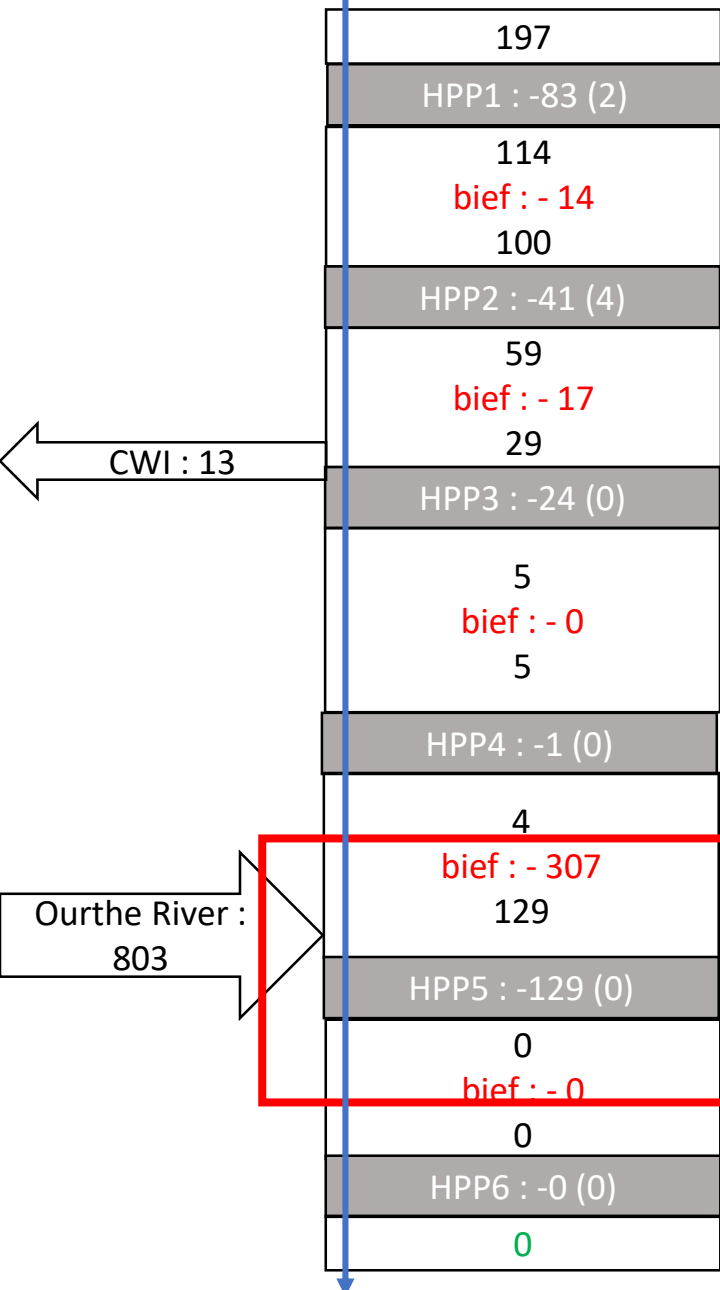 197
HPP1 : -83 (2)
114
bief : - 14
100
HPP2 : -41 (4)
59
bief : - 17
29
CWI : 13
HPP3 : -24 (0)
5
bief : - 0
5
HPP4 : -1 (0)
4
bief : - 307
129
Ourthe River :
803
HPP5 : -129 (0)
0
bief : - 0
0
HPP6 : -0 (0)
0